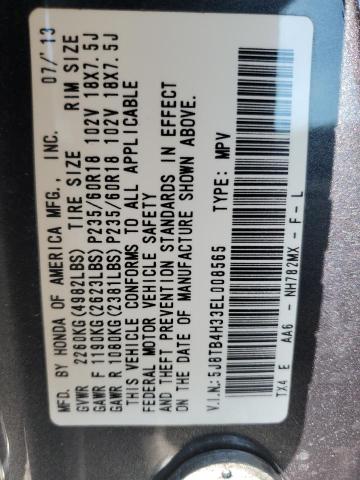 MFD. BY HONDA OF AMERICA MFG., INC. 07/'13
GVWR 2260KG(4982LBS) TIRE SIZE RIM SIZE
GAWR F 1190KG(2623LBS) P235/60R18 102V 18X7.5J
GAWR R 1080KG(2381LBS) P235/60R18 102V 18X7.5J
THIS VEHICLE CONFORMS TO ALL APPLICABLE
FEDERAL MOTOR VEHICLE SAFETY
AND THEFT PREVENTION STANDARDS IN EFFECT
ON THE DATE OF MANUFACTURE SHOWN ABOVE.
V.I.N.:5J8TB4H33EL008565 TYPE: MPV
TX4 E AA6- NH782MX - F - L